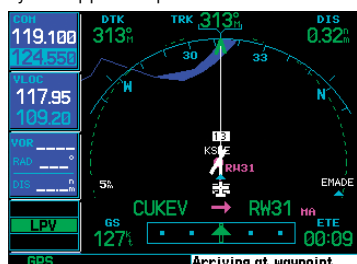 COM
119.100
124.550
VLOC
117.95
109.20
VOR
RAD
DIS nm
LPV
GPS
DTK
313°M
TRK 313°M
DIS
0.32nm
30
33
W
N
13
RW31
5nm
EMADE
CUKEV → RW31 MA
GS
127kt
ETE
00:09
Arriving at waypoint